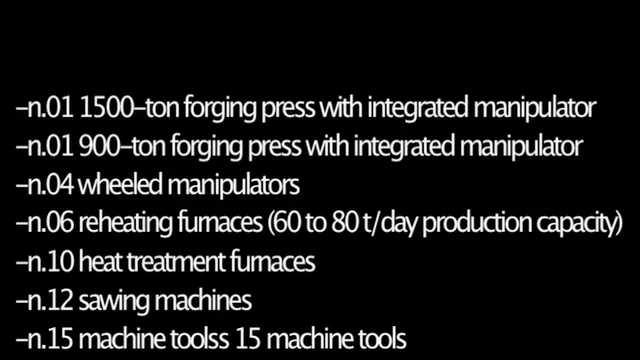 –n.01 1500–ton forging press with integrated manipulator
–n.01 900–ton forging press with integrated manipulator
–n.04 wheeled manipulators
–n.06 reheating furnaces (60 to 80 t/day production capacity)
–n.10 heat treatment furnaces
–n.12 sawing machines
–n.15 machine toolss 15 machine tools